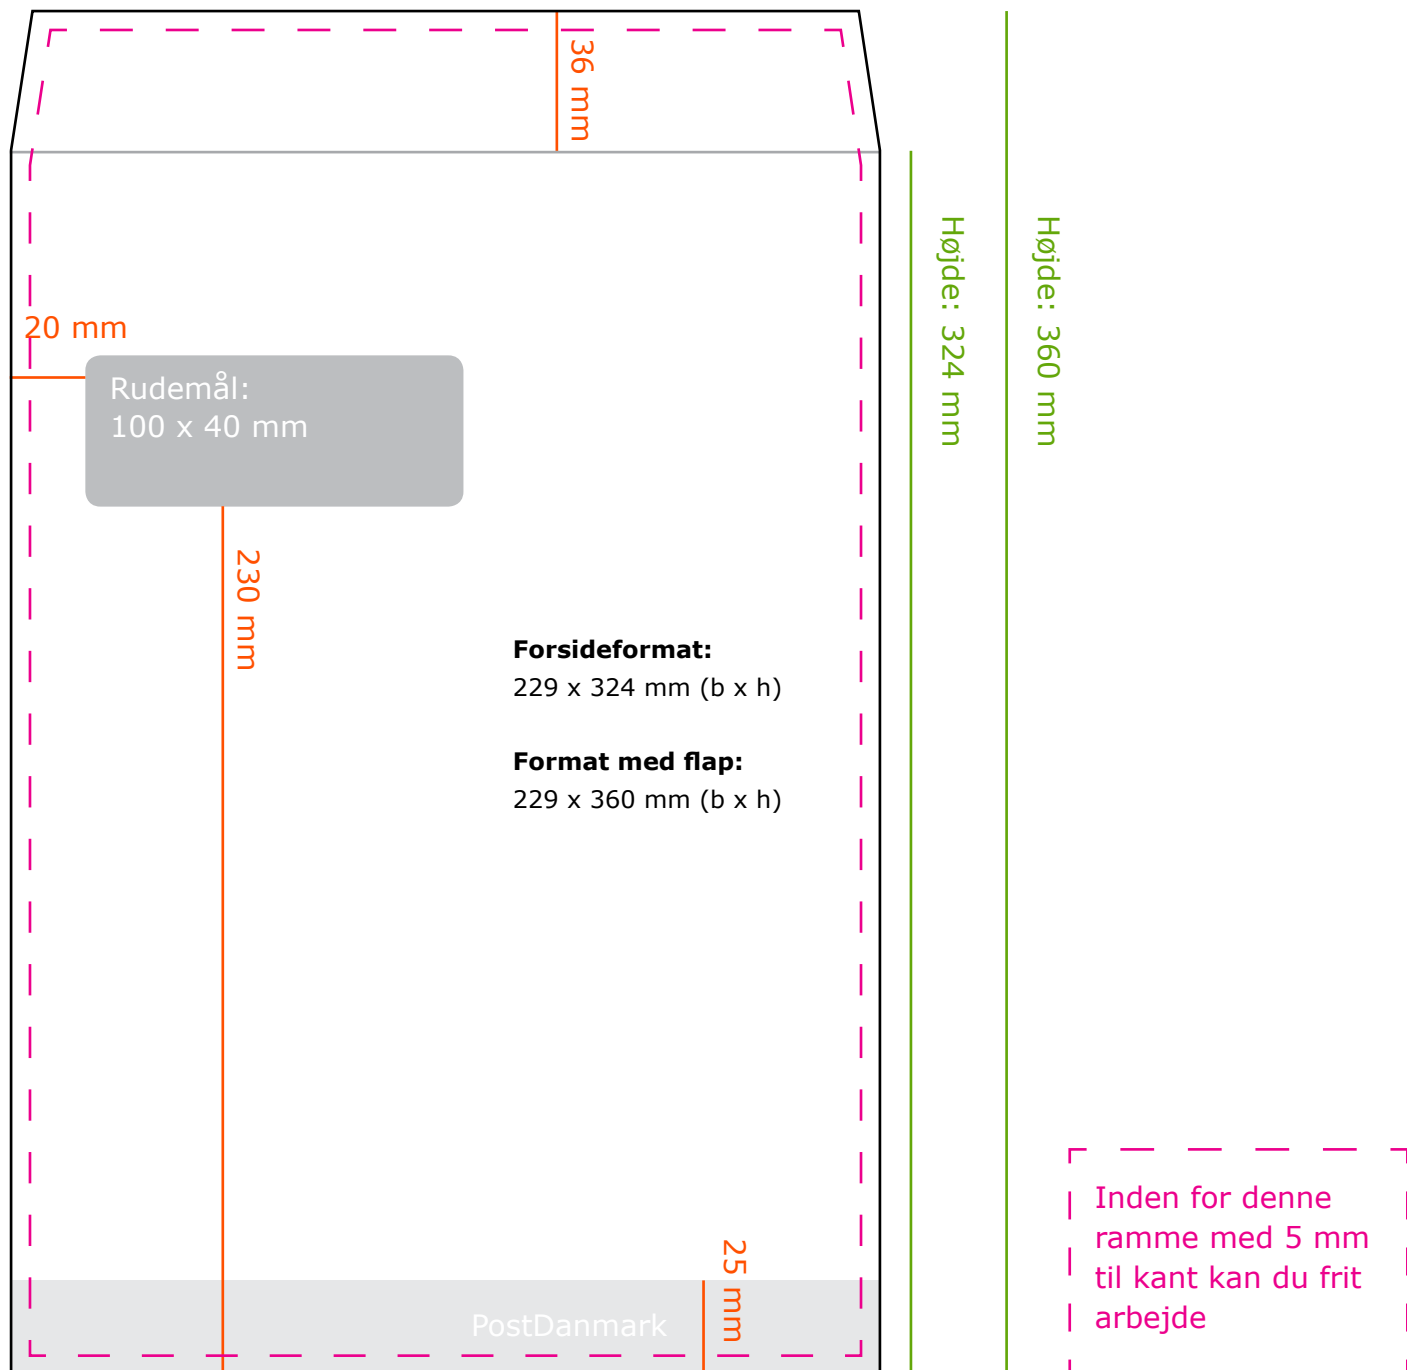 36 mm
Højde: 324 mm
Højde: 360 mm
20 mm
Rudemål:
100 x 40 mm
230 mm
Forsideformat:
229 x 324 mm (b x h)
Format med flap:
229 x 360 mm (b x h)
Inden for denne
ramme med 5 mm
til kant kan du frit
arbejde
25 mm
PostDanmark